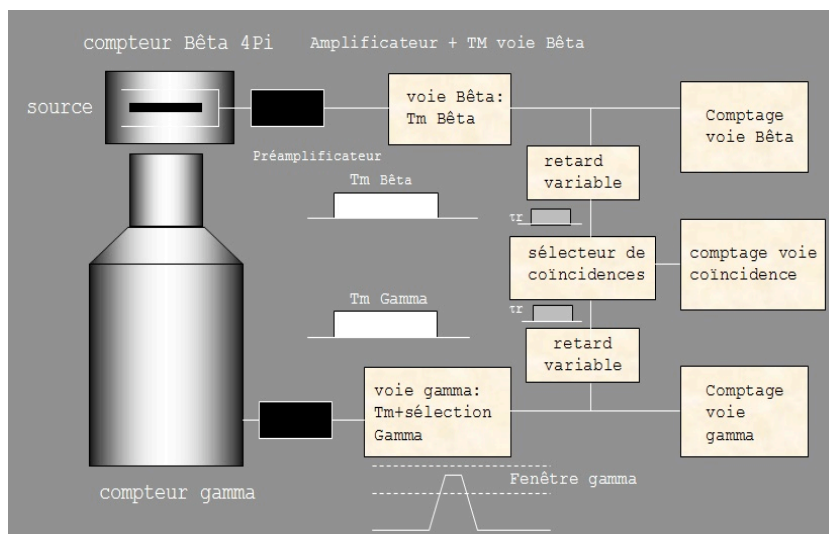 compteur Bêta 4Pi
Amplificateur + TM voie Bêta
source
voie Bêta:
Tm Bêta
Comptage
voie Bêta
Préamplificateur
retard
variable
Tm Bêta
τr
sélecteur de
coïncidences
comptage voie
coïncidence
Tm Gamma
τr
retard
variable
voie gamma:
Tm+sélection
Gamma
Comptage
voie
gamma
Fenêtre gamma
compteur gamma